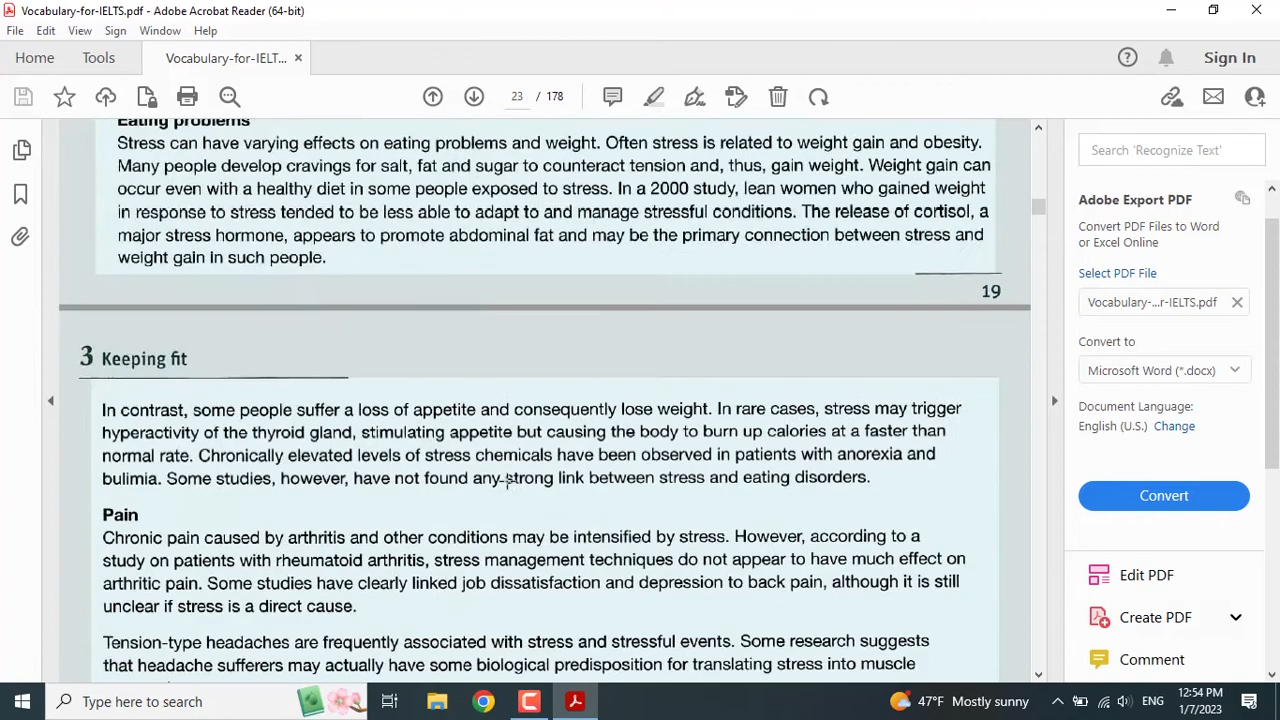 Vocabulary-for-IELTS.pdf - Adobe Acrobat Reader (64-bit)
File Edit View Sign Window Help
Home Tools Vocabulary-for-IELT... × Sign In
23 / 178
Eating problems
Stress can have varying effects on eating problems and weight. Often stress is related to weight gain and obesity.
Many people develop cravings for salt, fat and sugar to counteract tension and, thus, gain weight. Weight gain can
occur even with a healthy diet in some people exposed to stress. In a 2000 study, lean women who gained weight
in response to stress tended to be less able to adapt to and manage stressful conditions. The release of cortisol, a
major stress hormone, appears to promote abdominal fat and may be the primary connection between stress and
weight gain in such people.
19
3 Keeping fit
In contrast, some people suffer a loss of appetite and consequently lose weight. In rare cases, stress may trigger
hyperactivity of the thyroid gland, stimulating appetite but causing the body to burn up calories at a faster than
normal rate. Chronically elevated levels of stress chemicals have been observed in patients with anorexia and
bulimia. Some studies, however, have not found any strong link between stress and eating disorders.
Pain
Chronic pain caused by arthritis and other conditions may be intensified by stress. However, according to a
study on patients with rheumatoid arthritis, stress management techniques do not appear to have much effect on
arthritic pain. Some studies have clearly linked job dissatisfaction and depression to back pain, although it is still
unclear if stress is a direct cause.
Tension-type headaches are frequently associated with stress and stressful events. Some research suggests
that headache sufferers may actually have some biological predisposition for translating stress into muscle
Search 'Recognize Text'
Adobe Export PDF
Convert PDF Files to Word
or Excel Online
Select PDF File
Vocabulary-...r-IELTS.pdf
Convert to
Microsoft Word (*.docx)
Document Language:
English (U.S.) Change
Convert
Edit PDF
Create PDF
Comment
Type here to search
47°F Mostly sunny
ENG
12:54 PM
1/7/2023